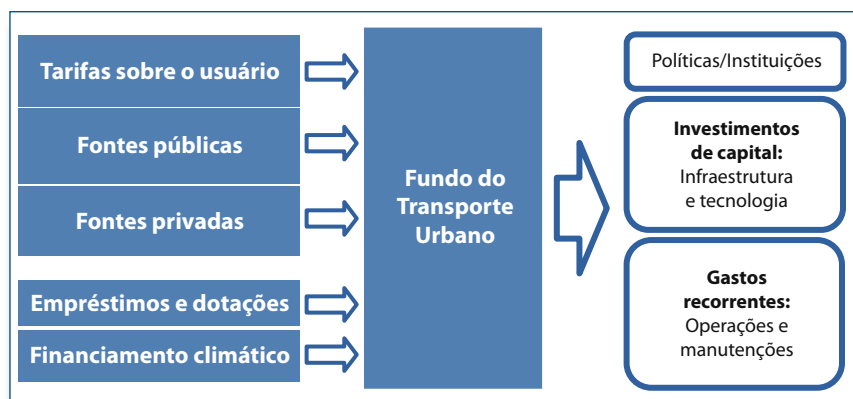 Tarifas sobre o usuário
Fontes públicas
Fontes privadas
Empréstimos e dotações
Financiamento climático
Fundo do
Transporte
Urbano
Políticas/Instituições
Investimentos
de capital:
Infraestrutura
e tecnologia
Gastos
recorrentes:
Operações e
manutenções